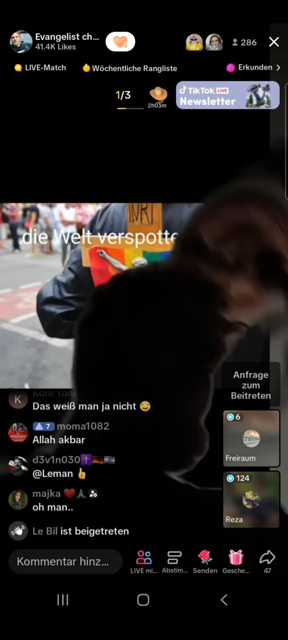 Evangelist ch...
41.4K Likes
286
LIVE-Match
Wöchentliche Rangliste
Erkunden >
1/3
2h03m
TikTok LIVE
Newsletter
INRI
die Welt verspotte
Anfrage
zum
Beitreten
K
Das weiß man ja nicht 😅
7 moma1082
Allah akbar
6
Freiraum
d3v1n030
@Leman 👍
majka
oh man..
124
Reza
Le Bil ist beigetreten
Kommentar hinz...
LIVE mi...
Abstim...
Senden
Gesche...
47